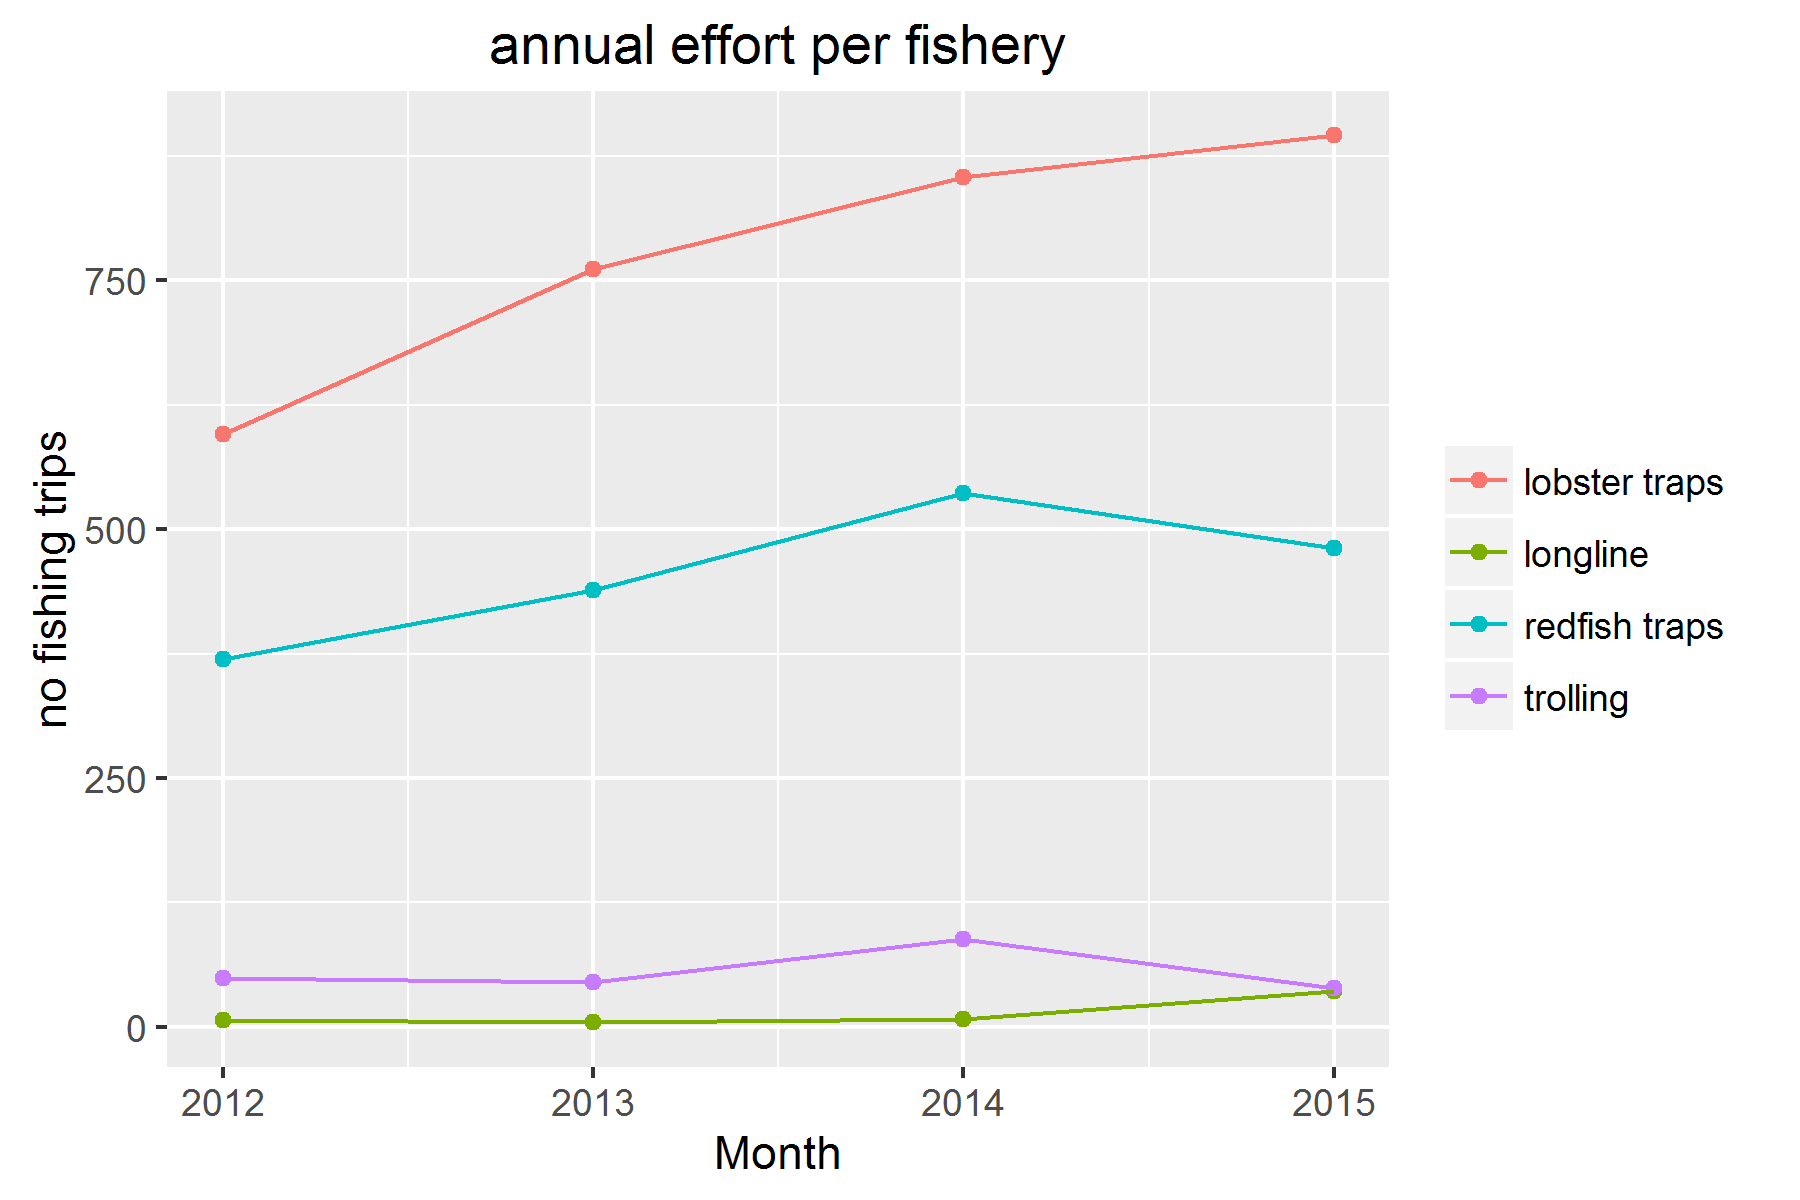 annual effort per fishery
no fishing trips
750
500
250
0
2012 2013 2014 2015
Month
lobster traps
longline
redfish traps
trolling